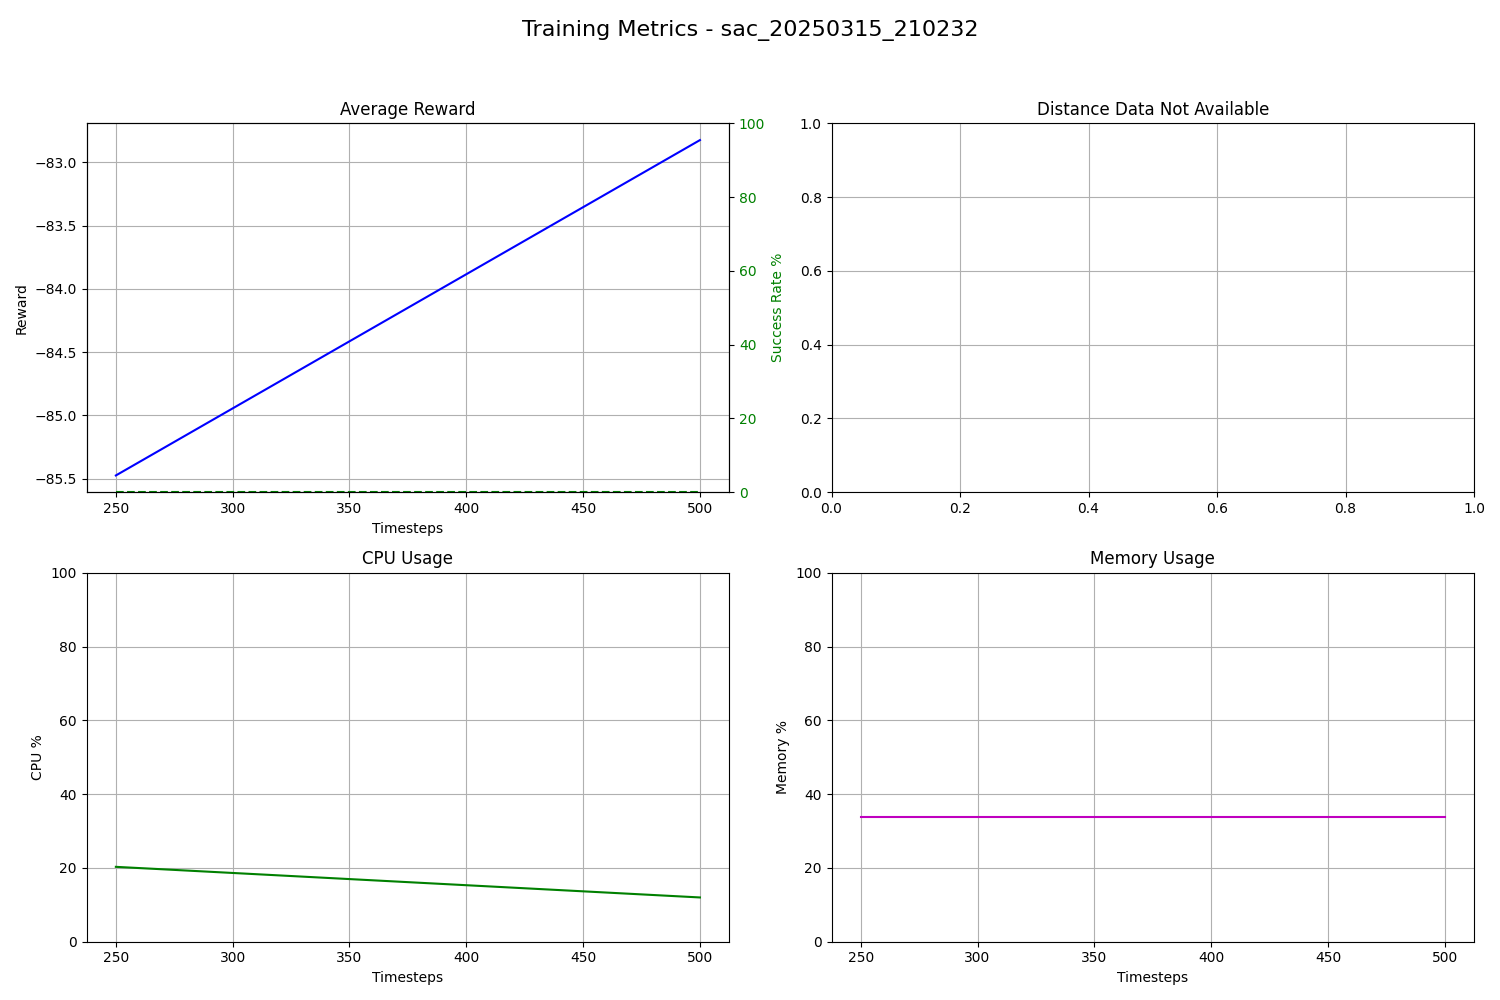 Training Metrics - sac_20250315_210232
Average Reward
Reward
−83.0
−83.5
−84.0
−84.5
−85.0
−85.5
100
80
60
40
20
0
Success Rate %
250 300 350 400 450 500
Timesteps
Distance Data Not Available
1.0
0.8
0.6
0.4
0.2
0.0
0.0 0.2 0.4 0.6 0.8 1.0
CPU Usage
CPU %
100
80
60
40
20
0
250 300 350 400 450 500
Timesteps
Memory Usage
Memory %
100
80
60
40
20
0
250 300 350 400 450 500
Timesteps